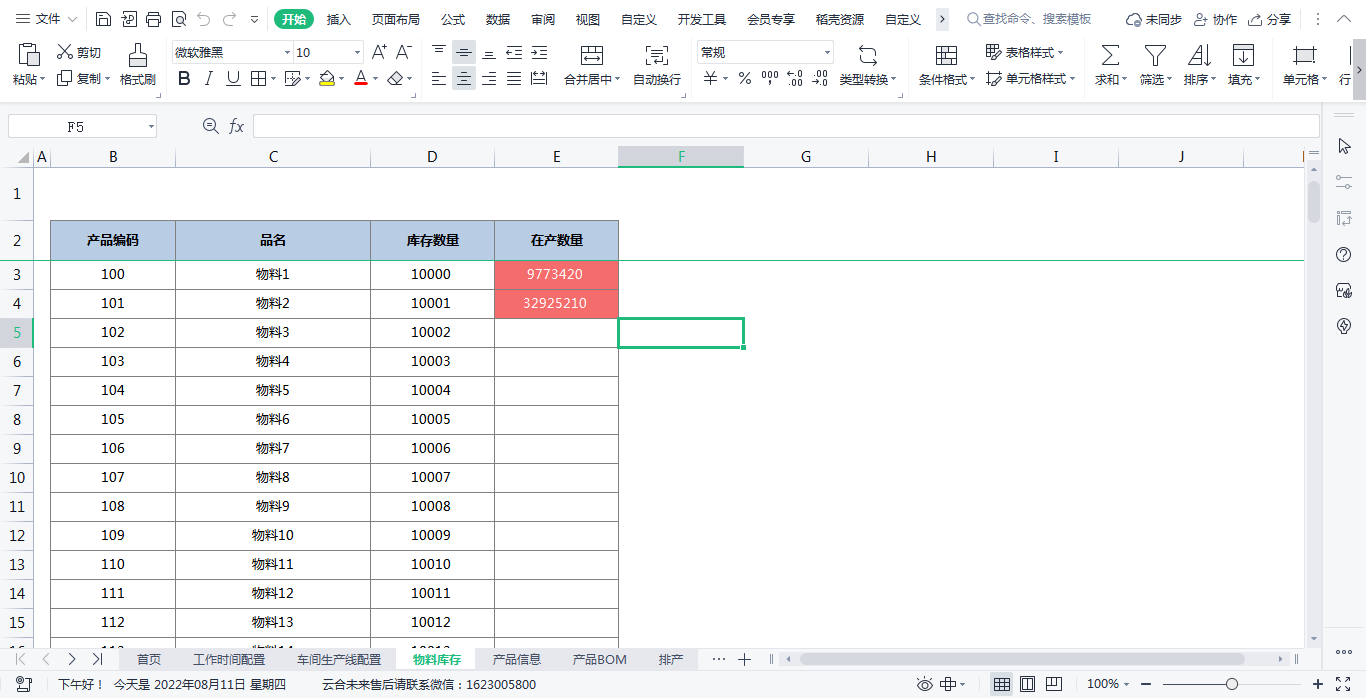 文件 开始 插入 页面布局 公式 数据 审阅 视图 自定义 开发工具 会员专享 稻壳资源 自定义 查找命令、搜索模板 未同步 协作 分享
粘贴 剪切 复制 格式刷 微软雅黑 10 A+ A- B I U A 合并居中 自动换行 常规 ¥ % 类型转换 条件格式 表格样式 单元格样式 求和 筛选 排序 填充 单元格 行
F5 fx
A B C D E F G H I J
1
2 产品编码 品名 库存数量 在产数量
3 100 物料1 10000 9773420
4 101 物料2 10001 32925210
5 102 物料3 10002
6 103 物料4 10003
7 104 物料5 10004
8 105 物料6 10005
9 106 物料7 10006
10 107 物料8 10007
11 108 物料9 10008
12 109 物料10 10009
13 110 物料11 10010
14 111 物料12 10011
15 112 物料13 10012
首页 工作时间配置 车间生产线配置 物料库存 产品信息 产品BOM 排产 ··· +
下午好！ 今天是 2022年08月11日 星期四 云合未来售后请联系微信：1623005800 100% − +